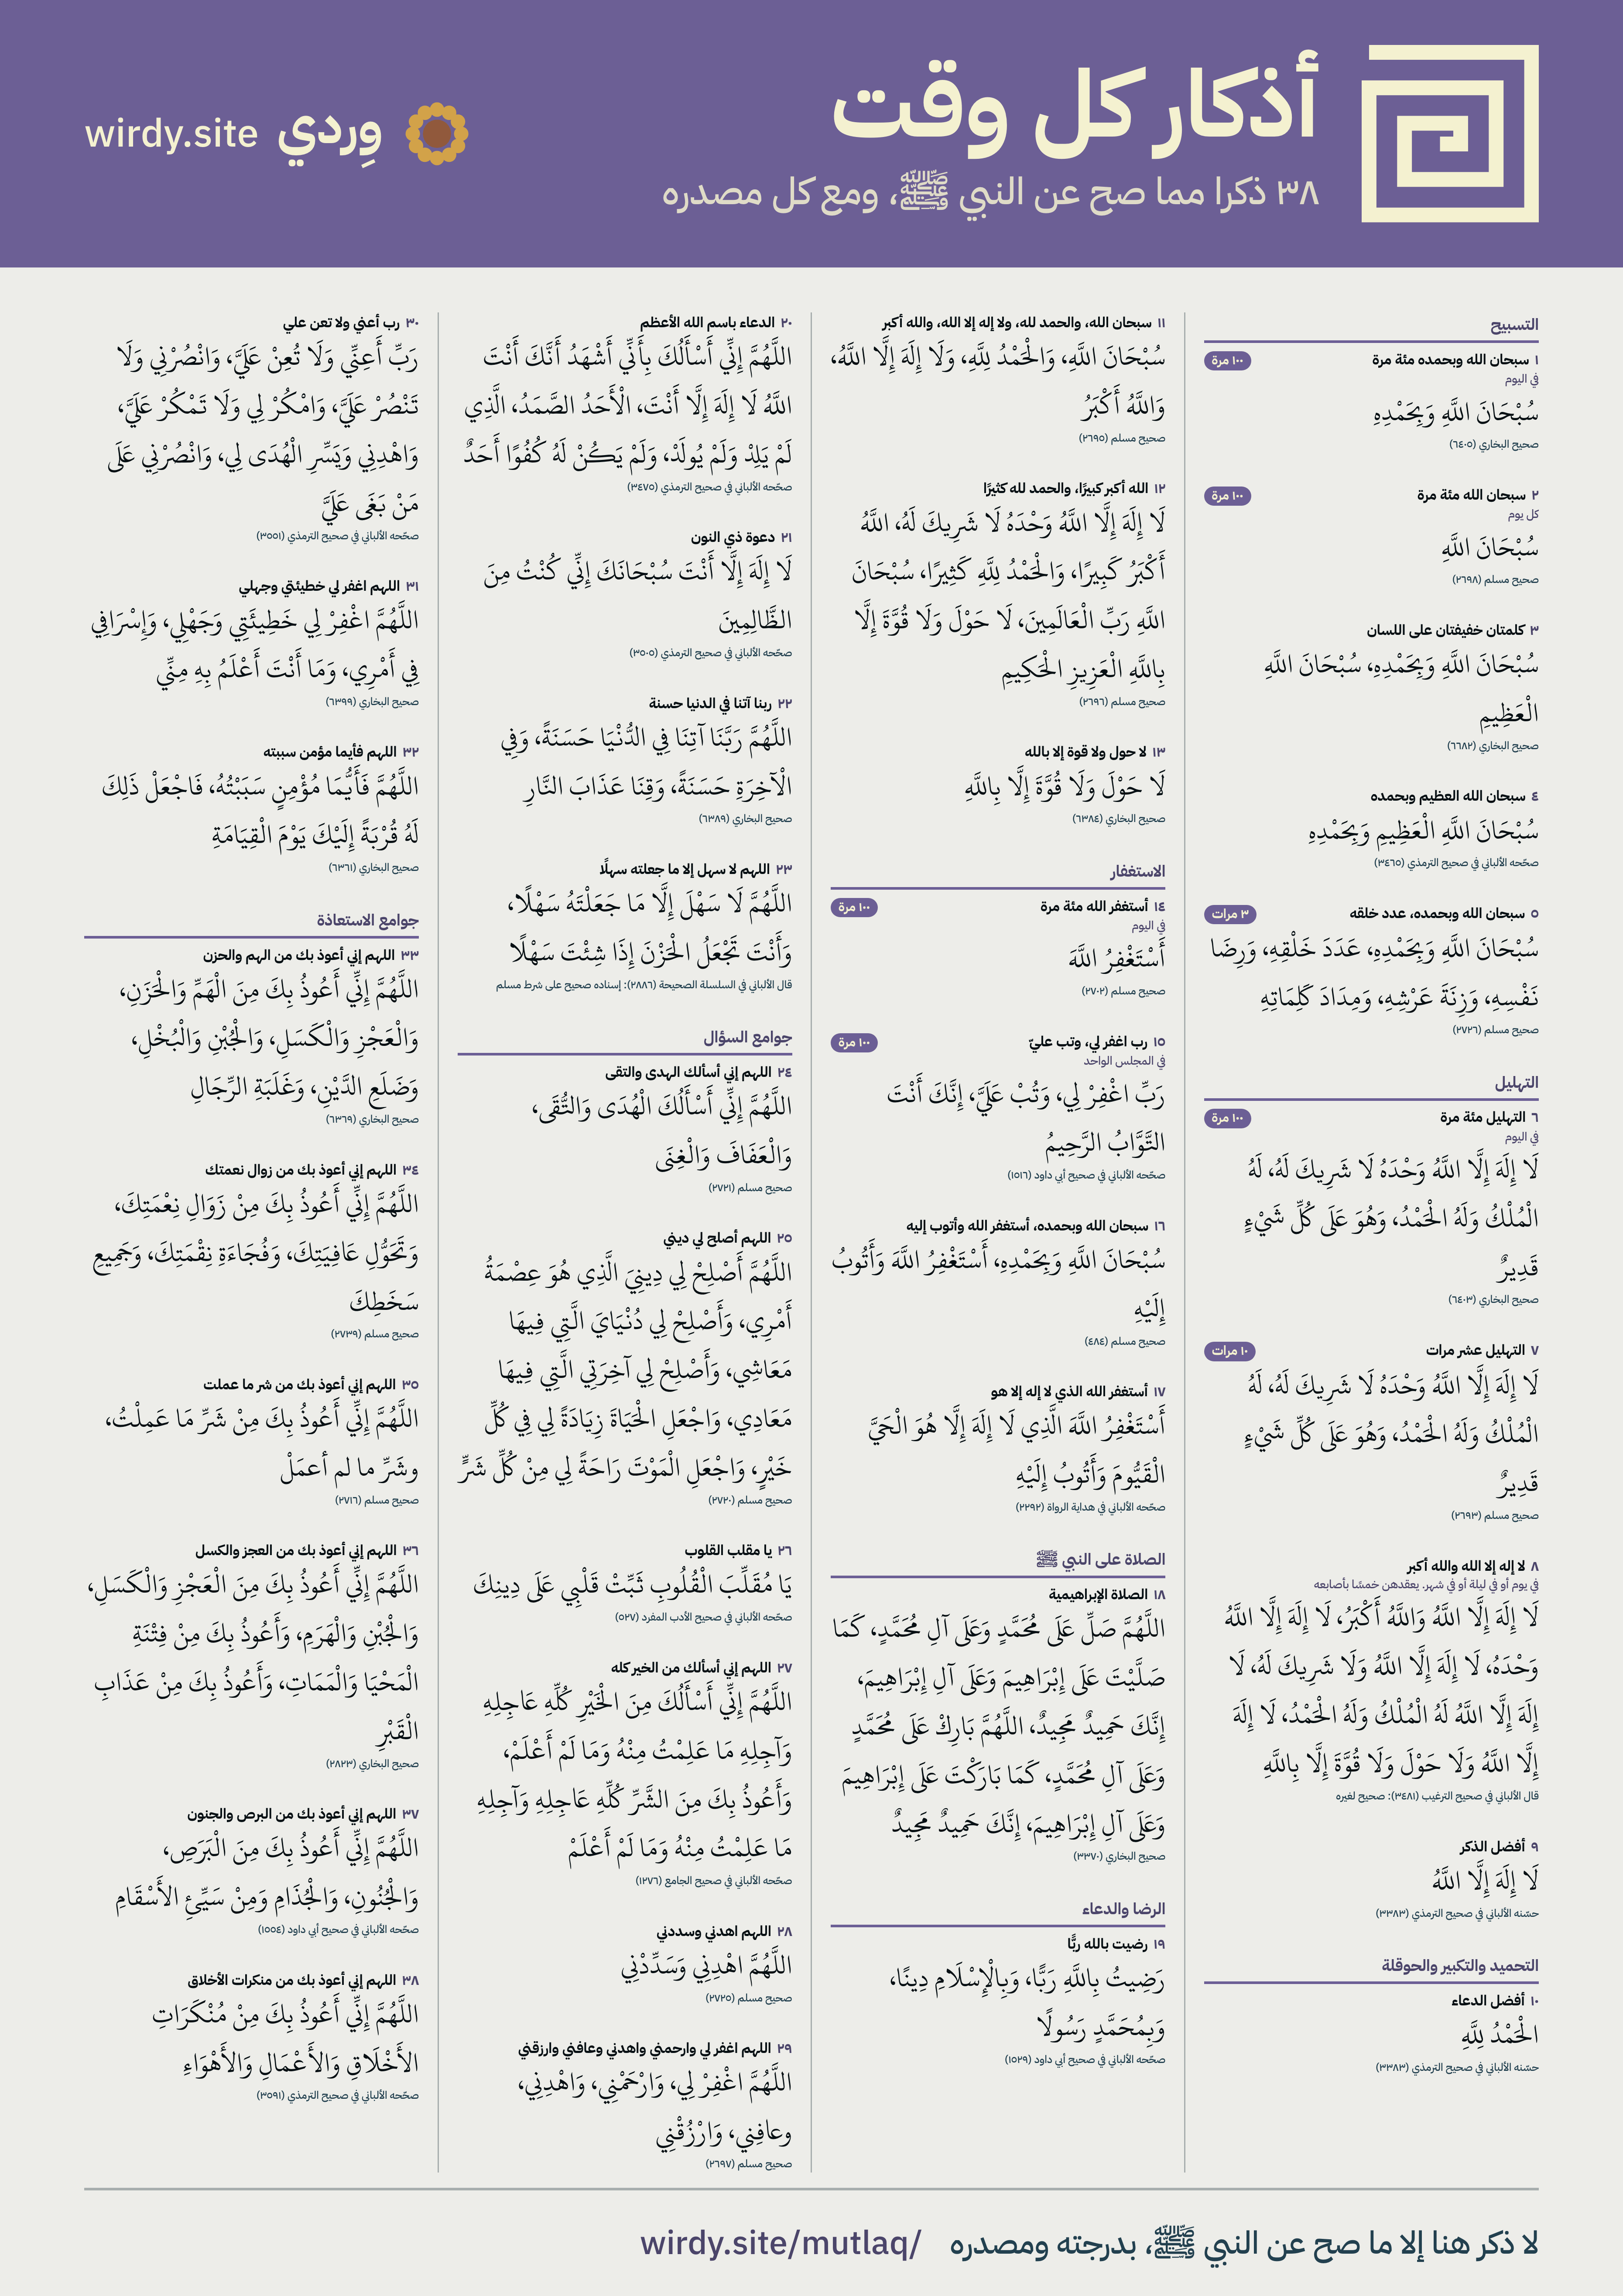 أذكار كل وقت
٣٨ ذكرا مما صح عن النبي ﷺ، ومع كل مصدره
وِردي wirdy.site
التسبيح
١ سبحان الله وبحمده مئة مرة
١٠٠ مرة
في اليوم
سُبْحَانَ اللَّهِ وَبِحَمْدِهِ
صحيح البخاري (٦٤٠٥)
٢ سبحان الله مئة مرة
١٠٠ مرة
كل يوم
سُبْحَانَ اللَّهِ
صحيح مسلم (٢٦٩٨)
٣ كلمتان خفيفتان على اللسان
سُبْحَانَ اللَّهِ وَبِحَمْدِهِ، سُبْحَانَ اللَّهِ
الْعَظِيمِ
صحيح البخاري (٦٦٨٢)
٤ سبحان الله العظيم وبحمده
سُبْحَانَ اللَّهِ الْعَظِيمِ وَبِحَمْدِهِ
صححه الألباني في صحيح الترمذي (٣٤٦٥)
٥ سبحان الله وبحمده، عدد خلقه
٣ مرات
سُبْحَانَ اللَّهِ وَبِحَمْدِهِ، عَدَدَ خَلْقِهِ، وَرِضَا
نَفْسِهِ، وَزِنَةَ عَرْشِهِ، وَمِدَادَ كَلِمَاتِهِ
صحيح مسلم (٢٧٢٦)
التهليل
٦ التهليل مئة مرة
١٠٠ مرة
في اليوم
لَا إِلَهَ إِلَّا اللَّهُ وَحْدَهُ لَا شَرِيكَ لَهُ، لَهُ
الْمُلْكُ وَلَهُ الْحَمْدُ، وَهُوَ عَلَى كُلِّ شَيْءٍ
قَدِيرٌ
صحيح البخاري (٦٤٠٣)
٧ التهليل عشر مرات
١٠ مرات
لَا إِلَهَ إِلَّا اللَّهُ وَحْدَهُ لَا شَرِيكَ لَهُ، لَهُ
الْمُلْكُ وَلَهُ الْحَمْدُ، وَهُوَ عَلَى كُلِّ شَيْءٍ
قَدِيرٌ
صحيح مسلم (٢٦٩٣)
٨ لا إله إلا الله والله أكبر
في يوم أو في ليلة أو في شهر. يعقدهن خمسًا بأصابعه
لَا إِلَهَ إِلَّا اللَّهُ وَاللَّهُ أَكْبَرُ، لَا إِلَهَ إِلَّا اللَّهُ
وَحْدَهُ، لَا إِلَهَ إِلَّا اللَّهُ وَلَا شَرِيكَ لَهُ، لَا
إِلَهَ إِلَّا اللَّهُ لَهُ الْمُلْكُ وَلَهُ الْحَمْدُ، لَا إِلَهَ
إِلَّا اللَّهُ وَلَا حَوْلَ وَلَا قُوَّةَ إِلَّا بِاللَّهِ
قال الألباني في صحيح الترغيب (٣٤٨١): صحيح لغيره
٩ أفضل الذكر
لَا إِلَهَ إِلَّا اللَّهُ
حسّنه الألباني في صحيح الترمذي (٣٣٨٣)
التحميد والتكبير والحوقلة
١٠ أفضل الدعاء
الْحَمْدُ لِلَّهِ
حسّنه الألباني في صحيح الترمذي (٣٣٨٣)
١١ سبحان الله، والحمد لله، ولا إله إلا الله، والله أكبر
سُبْحَانَ اللَّهِ، وَالْحَمْدُ لِلَّهِ، وَلَا إِلَهَ إِلَّا اللَّهُ،
وَاللَّهُ أَكْبَرُ
صحيح مسلم (٢٦٩٥)
١٢ الله أكبر كبيرًا، والحمد لله كثيرًا
لَا إِلَهَ إِلَّا اللَّهُ وَحْدَهُ لَا شَرِيكَ لَهُ، اللَّهُ
أَكْبَرُ كَبِيرًا، وَالْحَمْدُ لِلَّهِ كَثِيرًا، سُبْحَانَ
اللَّهِ رَبِّ الْعَالَمِينَ، لَا حَوْلَ وَلَا قُوَّةَ إِلَّا
بِاللَّهِ الْعَزِيزِ الْحَكِيمِ
صحيح مسلم (٢٦٩٦)
١٣ لا حول ولا قوة إلا بالله
لَا حَوْلَ وَلَا قُوَّةَ إِلَّا بِاللَّهِ
صحيح البخاري (٦٣٨٤)
الاستغفار
١٤ أستغفر الله مئة مرة
١٠٠ مرة
في اليوم
أَسْتَغْفِرُ اللَّهَ
صحيح مسلم (٢٧٠٢)
١٥ رب اغفر لي، وتب عليّ
١٠٠ مرة
في المجلس الواحد
رَبِّ اغْفِرْ لِي، وَتُبْ عَلَيَّ، إِنَّكَ أَنْتَ
التَّوَّابُ الرَّحِيمُ
صححه الألباني في صحيح أبي داود (١٥١٦)
١٦ سبحان الله وبحمده، أستغفر الله وأتوب إليه
سُبْحَانَ اللَّهِ وَبِحَمْدِهِ، أَسْتَغْفِرُ اللَّهَ وَأَتُوبُ
إِلَيْهِ
صحيح مسلم (٤٨٤)
١٧ أستغفر الله الذي لا إله إلا هو
أَسْتَغْفِرُ اللَّهَ الَّذِي لَا إِلَهَ إِلَّا هُوَ الْحَيَّ
الْقَيُّومَ وَأَتُوبُ إِلَيْهِ
صححه الألباني في هداية الرواة (٢٢٩٢)
الصلاة على النبي ﷺ
١٨ الصلاة الإبراهيمية
اللَّهُمَّ صَلِّ عَلَى مُحَمَّدٍ وَعَلَى آلِ مُحَمَّدٍ، كَمَا
صَلَّيْتَ عَلَى إِبْرَاهِيمَ وَعَلَى آلِ إِبْرَاهِيمَ،
إِنَّكَ حَمِيدٌ مَجِيدٌ، اللَّهُمَّ بَارِكْ عَلَى مُحَمَّدٍ
وَعَلَى آلِ مُحَمَّدٍ، كَمَا بَارَكْتَ عَلَى إِبْرَاهِيمَ
وَعَلَى آلِ إِبْرَاهِيمَ، إِنَّكَ حَمِيدٌ مَجِيدٌ
صحيح البخاري (٣٣٧٠)
الرضا والدعاء
١٩ رضيت بالله ربًّا
رَضِيتُ بِاللَّهِ رَبًّا، وَبِالْإِسْلَامِ دِينًا،
وَبِمُحَمَّدٍ رَسُولًا
صححه الألباني في صحيح أبي داود (١٥٢٩)
٢٠ الدعاء باسم الله الأعظم
اللَّهُمَّ إِنِّي أَسْأَلُكَ بِأَنِّي أَشْهَدُ أَنَّكَ أَنْتَ
اللَّهُ لَا إِلَهَ إِلَّا أَنْتَ، الْأَحَدُ الصَّمَدُ، الَّذِي
لَمْ يَلِدْ وَلَمْ يُولَدْ، وَلَمْ يَكُنْ لَهُ كُفُوًا أَحَدٌ
صححه الألباني في صحيح الترمذي (٣٤٧٥)
٢١ دعوة ذي النون
لَا إِلَهَ إِلَّا أَنْتَ سُبْحَانَكَ إِنِّي كُنْتُ مِنَ
الظَّالِمِينَ
صححه الألباني في صحيح الترمذي (٣٥٠٥)
٢٢ ربنا آتنا في الدنيا حسنة
اللَّهُمَّ رَبَّنَا آتِنَا فِي الدُّنْيَا حَسَنَةً، وَفِي
الْآخِرَةِ حَسَنَةً، وَقِنَا عَذَابَ النَّارِ
صحيح البخاري (٦٣٨٩)
٢٣ اللهم لا سهل إلا ما جعلته سهلًا
اللَّهُمَّ لَا سَهْلَ إِلَّا مَا جَعَلْتَهُ سَهْلًا،
وَأَنْتَ تَجْعَلُ الْحَزْنَ إِذَا شِئْتَ سَهْلًا
قال الألباني في السلسلة الصحيحة (٢٨٨٦): إسناده صحيح على شرط مسلم
جوامع السؤال
٢٤ اللهم إني أسألك الهدى والتقى
اللَّهُمَّ إِنِّي أَسْأَلُكَ الْهُدَى وَالتُّقَى،
وَالْعَفَافَ وَالْغِنَى
صحيح مسلم (٢٧٢١)
٢٥ اللهم أصلح لي ديني
اللَّهُمَّ أَصْلِحْ لِي دِينِيَ الَّذِي هُوَ عِصْمَةُ
أَمْرِي، وَأَصْلِحْ لِي دُنْيَايَ الَّتِي فِيهَا
مَعَاشِي، وَأَصْلِحْ لِي آخِرَتِي الَّتِي فِيهَا
مَعَادِي، وَاجْعَلِ الْحَيَاةَ زِيَادَةً لِي فِي كُلِّ
خَيْرٍ، وَاجْعَلِ الْمَوْتَ رَاحَةً لِي مِنْ كُلِّ شَرٍّ
صحيح مسلم (٢٧٢٠)
٢٦ يا مقلب القلوب
يَا مُقَلِّبَ الْقُلُوبِ ثَبِّتْ قَلْبِي عَلَى دِينِكَ
صححه الألباني في صحيح الأدب المفرد (٥٢٧)
٢٧ اللهم إني أسألك من الخير كله
اللَّهُمَّ إِنِّي أَسْأَلُكَ مِنَ الْخَيْرِ كُلِّهِ عَاجِلِهِ
وَآجِلِهِ مَا عَلِمْتُ مِنْهُ وَمَا لَمْ أَعْلَمْ،
وَأَعُوذُ بِكَ مِنَ الشَّرِّ كُلِّهِ عَاجِلِهِ وَآجِلِهِ
مَا عَلِمْتُ مِنْهُ وَمَا لَمْ أَعْلَمْ
صححه الألباني في صحيح الجامع (١٢٧٦)
٢٨ اللهم اهدني وسددني
اللَّهُمَّ اهْدِنِي وَسَدِّدْنِي
صحيح مسلم (٢٧٢٥)
٢٩ اللهم اغفر لي وارحمني واهدني وعافني وارزقني
اللَّهُمَّ اغْفِرْ لِي، وَارْحَمْنِي، وَاهْدِنِي،
وعافِني، وَارْزُقْنِي
صحيح مسلم (٢٦٩٧)
٣٠ رب أعني ولا تعن علي
رَبِّ أَعِنِّي وَلَا تُعِنْ عَلَيَّ، وَانْصُرْنِي وَلَا
تَنْصُرْ عَلَيَّ، وَامْكُرْ لِي وَلَا تَمْكُرْ عَلَيَّ،
وَاهْدِنِي وَيَسِّرِ الْهُدَى لِي، وَانْصُرْنِي عَلَى
مَنْ بَغَى عَلَيَّ
صححه الألباني في صحيح الترمذي (٣٥٥١)
٣١ اللهم اغفر لي خطيئتي وجهلي
اللَّهُمَّ اغْفِرْ لِي خَطِيئَتِي وَجَهْلِي، وَإِسْرَافِي
فِي أَمْرِي، وَمَا أَنْتَ أَعْلَمُ بِهِ مِنِّي
صحيح البخاري (٦٣٩٩)
٣٢ اللهم فأيما مؤمن سببته
اللَّهُمَّ فَأَيُّمَا مُؤْمِنٍ سَبَبْتُهُ، فَاجْعَلْ ذَلِكَ
لَهُ قُرْبَةً إِلَيْكَ يَوْمَ الْقِيَامَةِ
صحيح البخاري (٦٣٦١)
جوامع الاستعاذة
٣٣ اللهم إني أعوذ بك من الهم والحزن
اللَّهُمَّ إِنِّي أَعُوذُ بِكَ مِنَ الْهَمِّ وَالْحَزَنِ،
وَالْعَجْزِ وَالْكَسَلِ، وَالْجُبْنِ وَالْبُخْلِ،
وَضَلَعِ الدَّيْنِ، وَغَلَبَةِ الرِّجَالِ
صحيح البخاري (٦٣٦٩)
٣٤ اللهم إني أعوذ بك من زوال نعمتك
اللَّهُمَّ إِنِّي أَعُوذُ بِكَ مِنْ زَوَالِ نِعْمَتِكَ،
وَتَحَوُّلِ عَافِيَتِكَ، وَفُجَاءَةِ نِقْمَتِكَ، وَجَمِيعِ
سَخَطِكَ
صحيح مسلم (٢٧٣٩)
٣٥ اللهم إني أعوذ بك من شر ما عملت
اللَّهُمَّ إِنِّي أَعُوذُ بِكَ مِنْ شَرِّ مَا عَمِلْتُ،
وشَرِّ ما لم أعمَلْ
صحيح مسلم (٢٧١٦)
٣٦ اللهم إني أعوذ بك من العجز والكسل
اللَّهُمَّ إِنِّي أَعُوذُ بِكَ مِنَ الْعَجْزِ وَالْكَسَلِ،
وَالْجُبْنِ وَالْهَرَمِ، وَأَعُوذُ بِكَ مِنْ فِتْنَةِ
الْمَحْيَا وَالْمَمَاتِ، وَأَعُوذُ بِكَ مِنْ عَذَابِ
الْقَبْرِ
صحيح البخاري (٢٨٢٣)
٣٧ اللهم إني أعوذ بك من البرص والجنون
اللَّهُمَّ إِنِّي أَعُوذُ بِكَ مِنَ الْبَرَصِ،
وَالْجُنُونِ، وَالْجُذَامِ وَمِنْ سَيِّئِ الأَسْقَامِ
صححه الألباني في صحيح أبي داود (١٥٥٤)
٣٨ اللهم إني أعوذ بك من منكرات الأخلاق
اللَّهُمَّ إِنِّي أَعُوذُ بِكَ مِنْ مُنْكَرَاتِ
الأَخْلَاقِ وَالأَعْمَالِ وَالأَهْوَاءِ
صححه الألباني في صحيح الترمذي (٣٥٩١)
لا ذكر هنا إلا ما صح عن النبي ﷺ، بدرجته ومصدره wirdy.site/mutlaq/